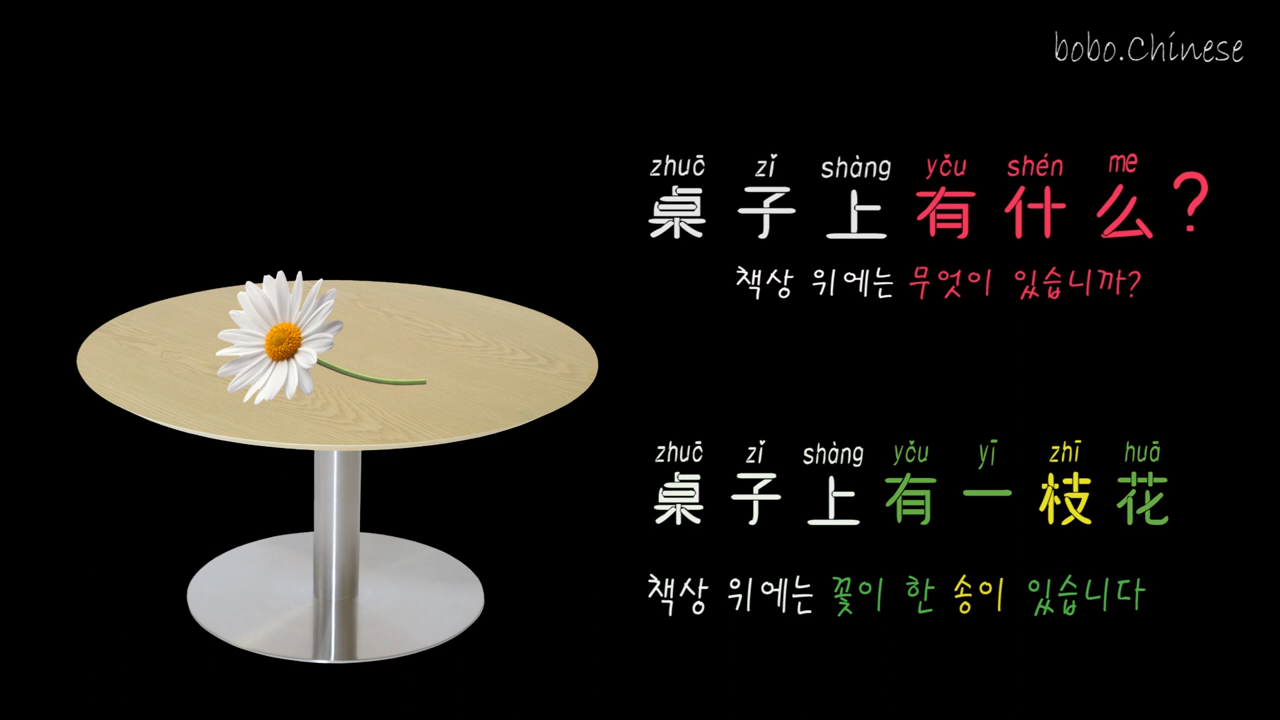 bobo.Chinese
zhuō zǐ shàng yǒu shén me
桌子上有什么?
책상 위에는 무엇이 있습니까?
zhuō zǐ shàng yǒu yī zhī huā
桌子上有一枝花
책상 위에는 꽃이 한 송이 있습니다